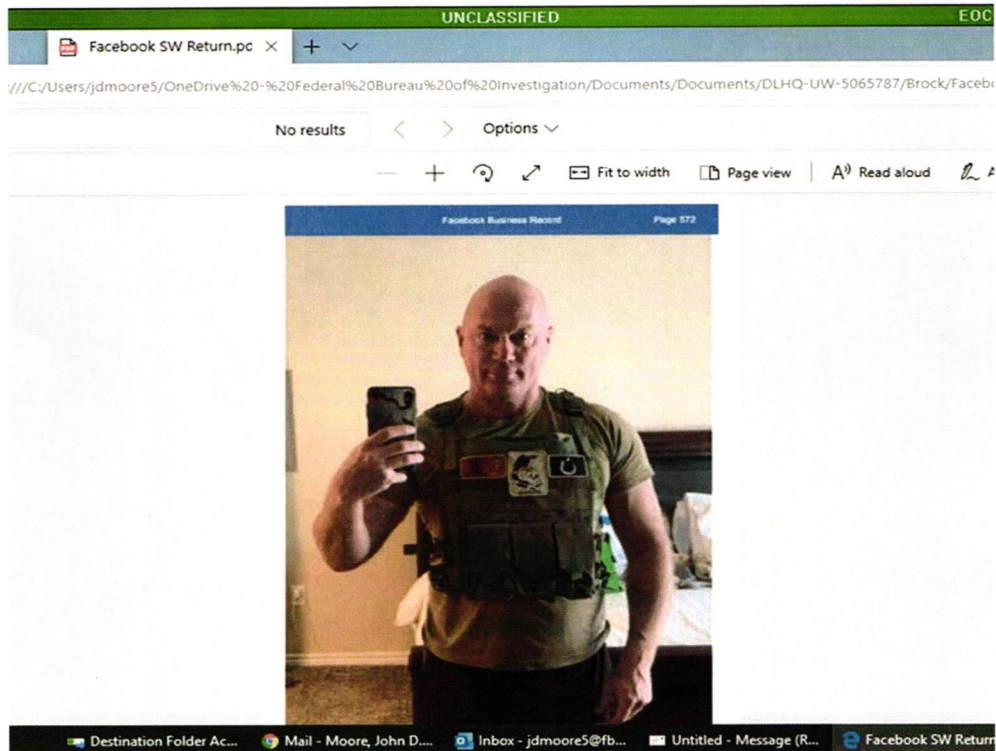 UNCLASSIFIED
EOC
Facebook SW Return.pc
:///C:/Users/jdmoore5/OneDrive%20-%20Federal%20Bureau%20of%20Investigation/Documents/Documents/DLHQ-UW-5065787/Brock/Facebo
No results
Options
Fit to width
Page view
A Read aloud
Facebook Business Record
Page 572
Destination Folder Ac...
Mail - Moore, John D....
Inbox - jdmoore5@fb...
Untitled - Message (R...
Facebook SW Return